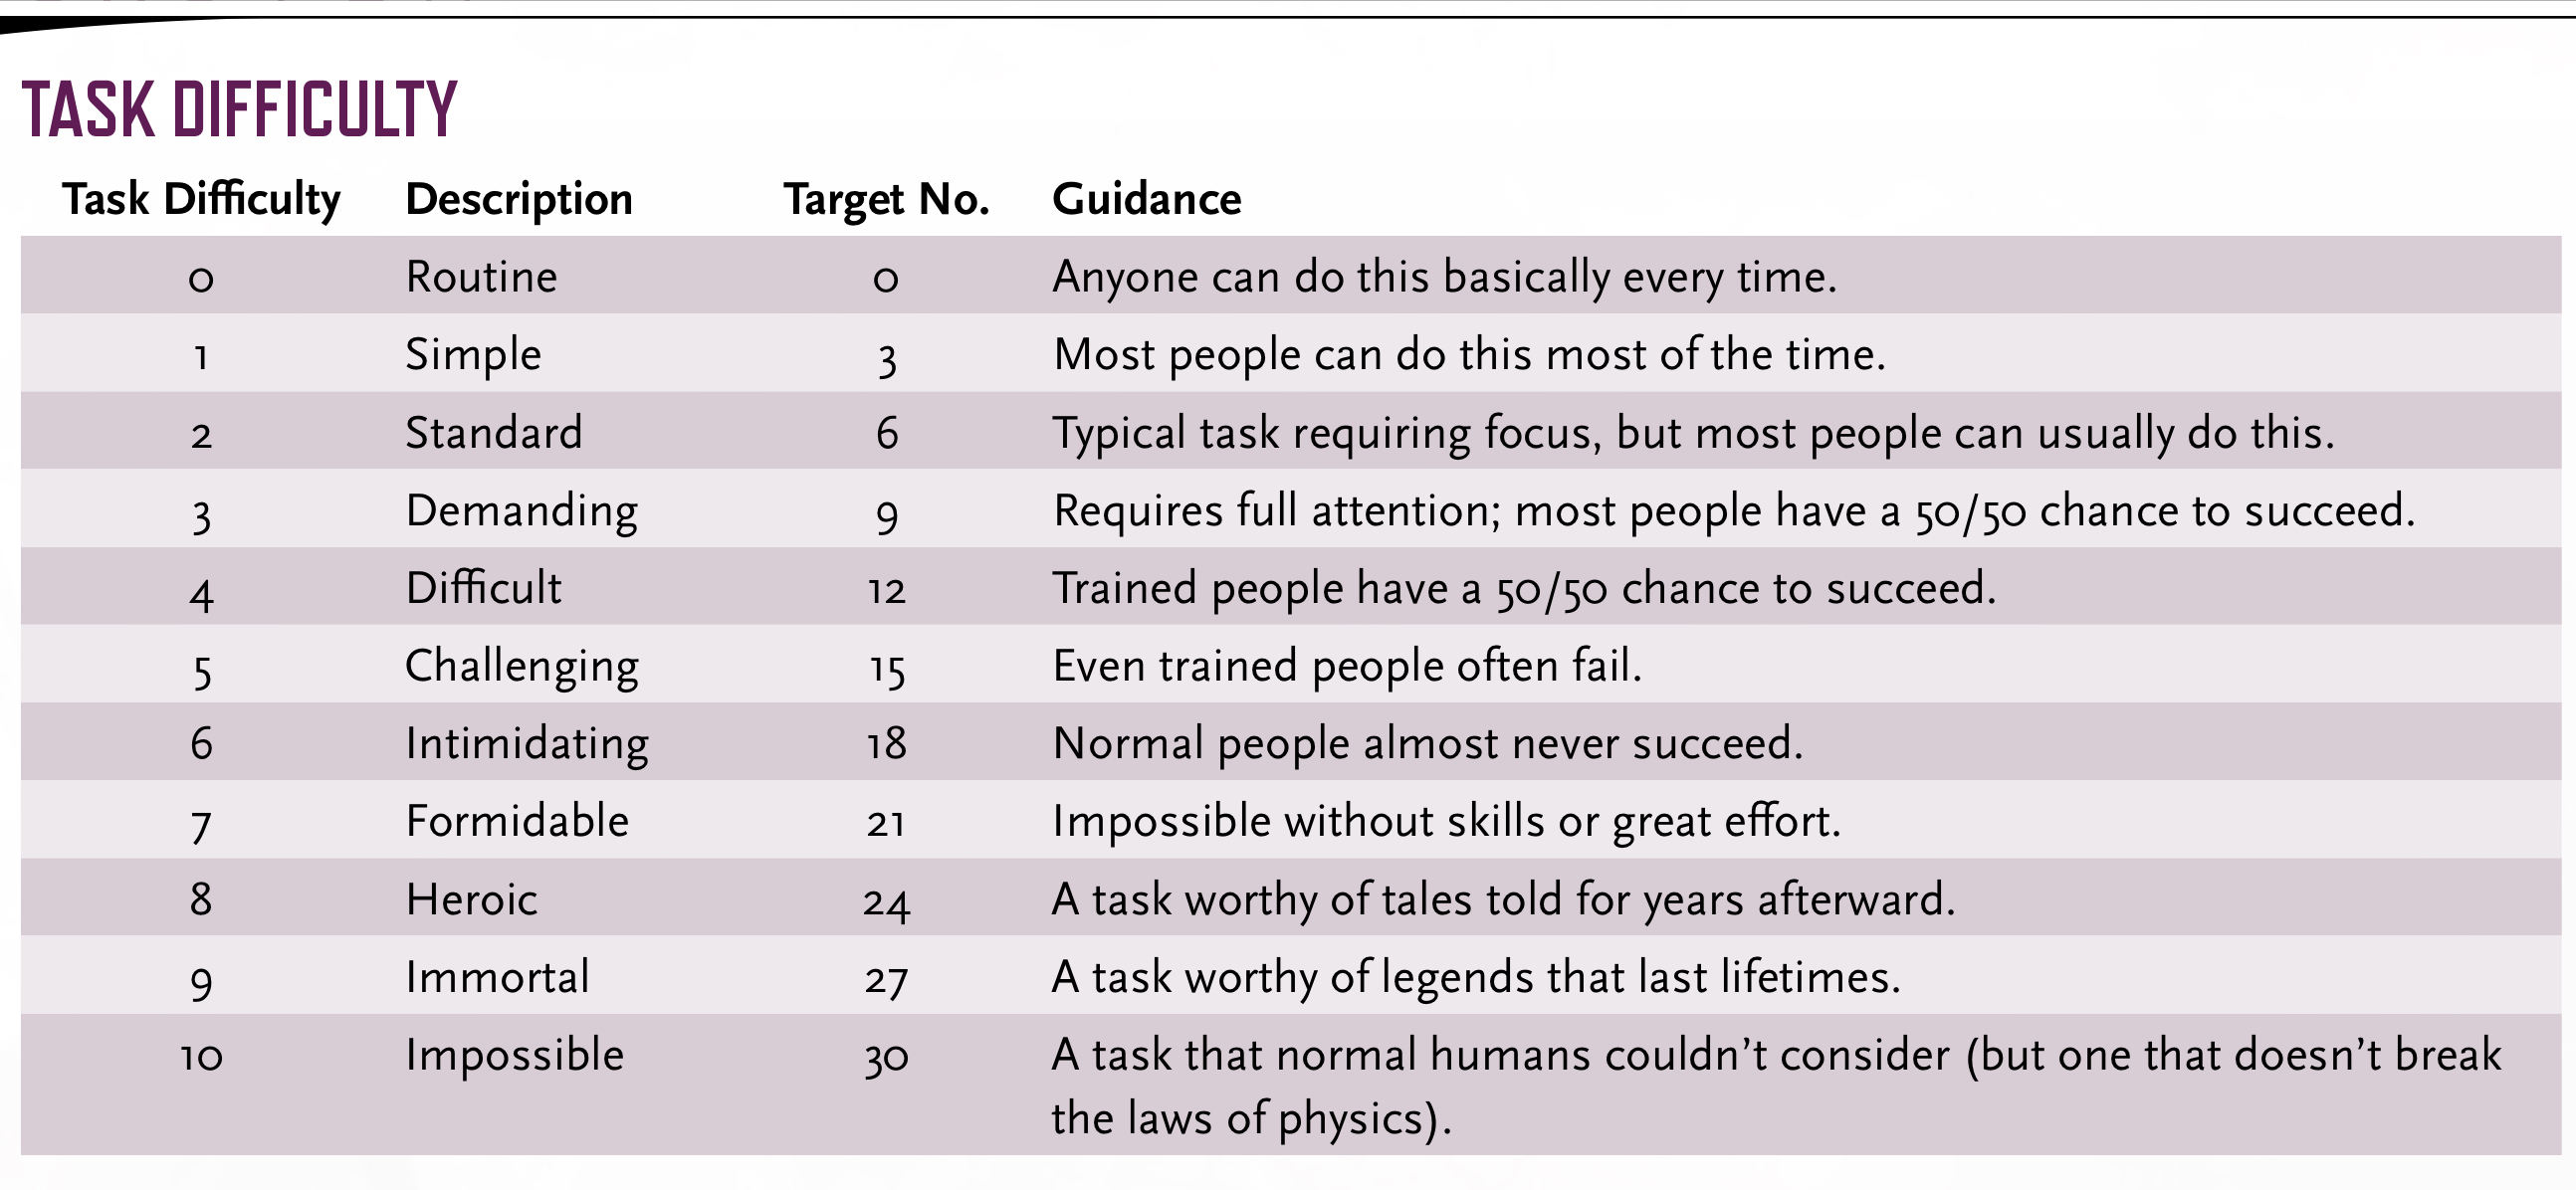 TASK DIFFICULTY
Task Difficulty Description Target No. Guidance
0 Routine 0 Anyone can do this basically every time.
1 Simple 3 Most people can do this most of the time.
2 Standard 6 Typical task requiring focus, but most people can usually do this.
3 Demanding 9 Requires full attention; most people have a 50/50 chance to succeed.
4 Difficult 12 Trained people have a 50/50 chance to succeed.
5 Challenging 15 Even trained people often fail.
6 Intimidating 18 Normal people almost never succeed.
7 Formidable 21 Impossible without skills or great effort.
8 Heroic 24 A task worthy of tales told for years afterward.
9 Immortal 27 A task worthy of legends that last lifetimes.
10 Impossible 30 A task that normal humans couldn’t consider (but one that doesn’t break
the laws of physics).